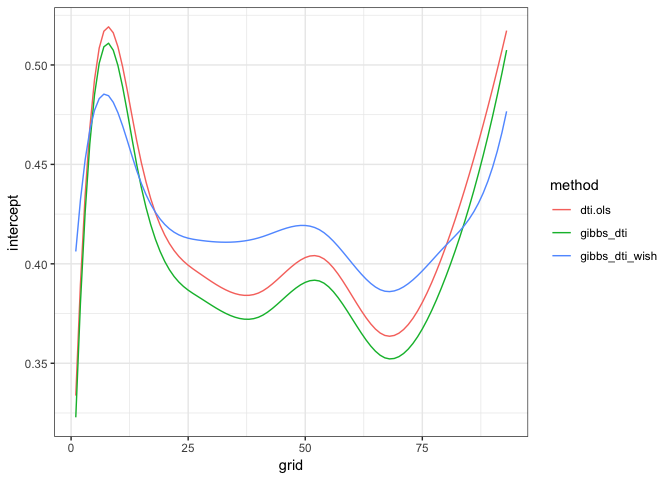 0.50
0.45
0.40
0.35
intercept
0
25
50
75
grid
method
dti.ols
gibbs_dti
gibbs_dti_wish